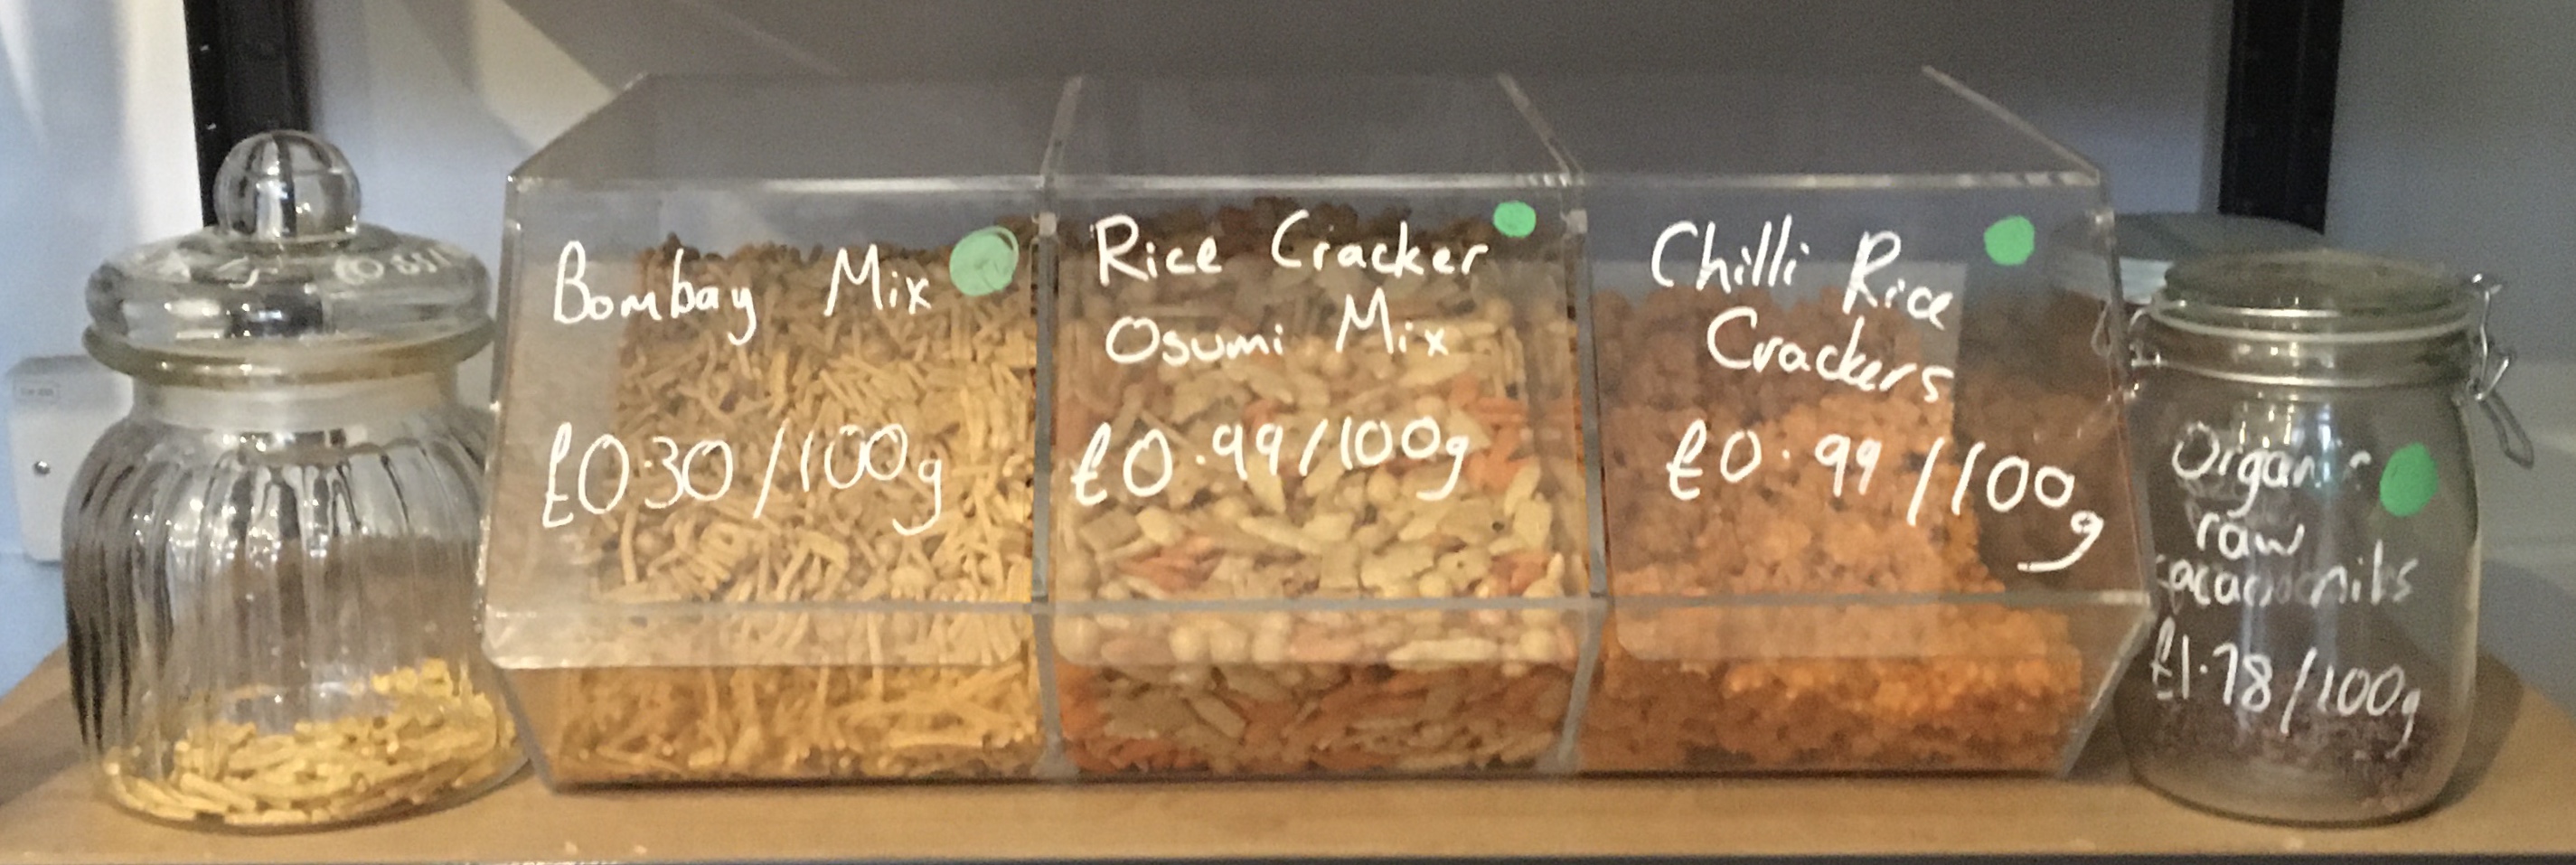 Bombay Mix
£0.30/100g
Rice Cracker
Osumi Mix
£0.99/100g
Chilli Rice
Crackers
£0.99/100g
Organic
raw
cacao nibs
£1.78/100g